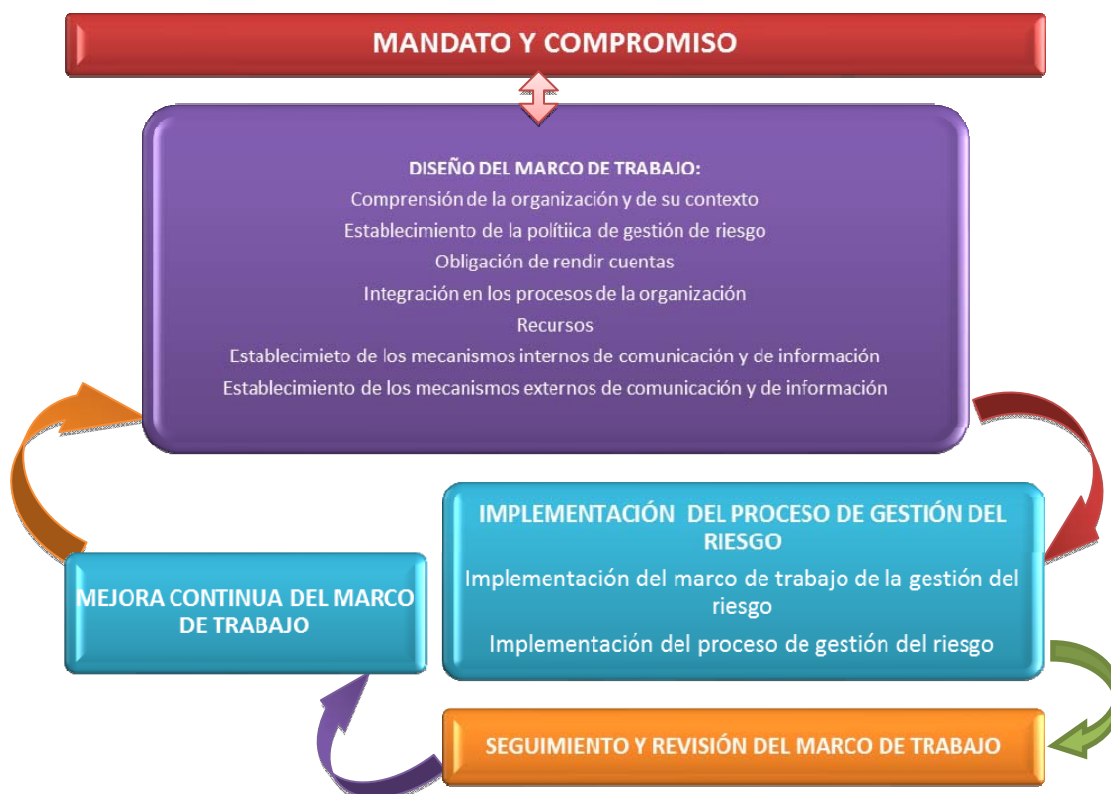 MANDATO Y COMPROMISO
DISEÑO DEL MARCO DE TRABAJO:
Comprensión de la organización y de su contexto
Establecimiento de la polítiica de gestión de riesgo
Obligación de rendir cuentas
Integración en los procesos de la organización
Recursos
Establecimieto de los mecanismos internos de comunicación y de información
Establecimiento de los mecanismos externos de comunicación y de información
IMPLEMENTACIÓN DEL PROCESO DE GESTIÓN DEL
RIESGO
Implementación del marco de trabajo de la gestión del
riesgo
Implementación del proceso de gestión del riesgo
MEJORA CONTINUA DEL MARCO
DE TRABAJO
SEGUIMIENTO Y REVISIÓN DEL MARCO DE TRABAJO